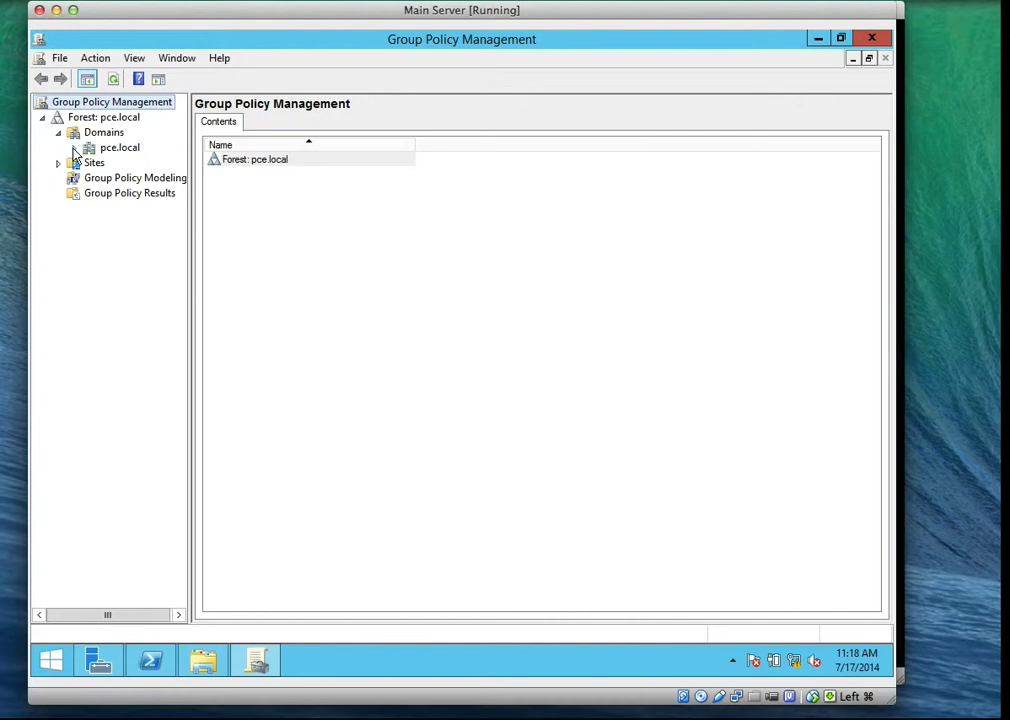 Main Server [Running]
Group Policy Management
File Action View Window Help
Group Policy Management
Forest: pce.local
Domains
pce.local
Sites
Group Policy Modeling
Group Policy Results
Group Policy Management
Contents
Name
Forest: pce.local
11:18 AM
7/17/2014
Left ⌘